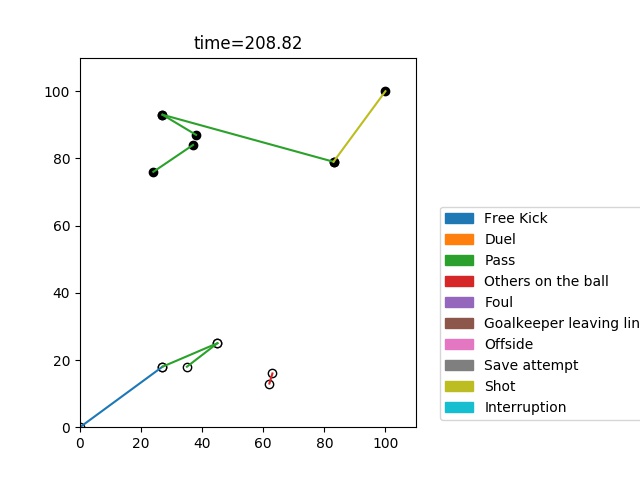 time=208.82
100
80
60
40
20
0
0 20 40 60 80 100
Free Kick
Duel
Pass
Others on the ball
Foul
Goalkeeper leaving lin
Offside
Save attempt
Shot
Interruption